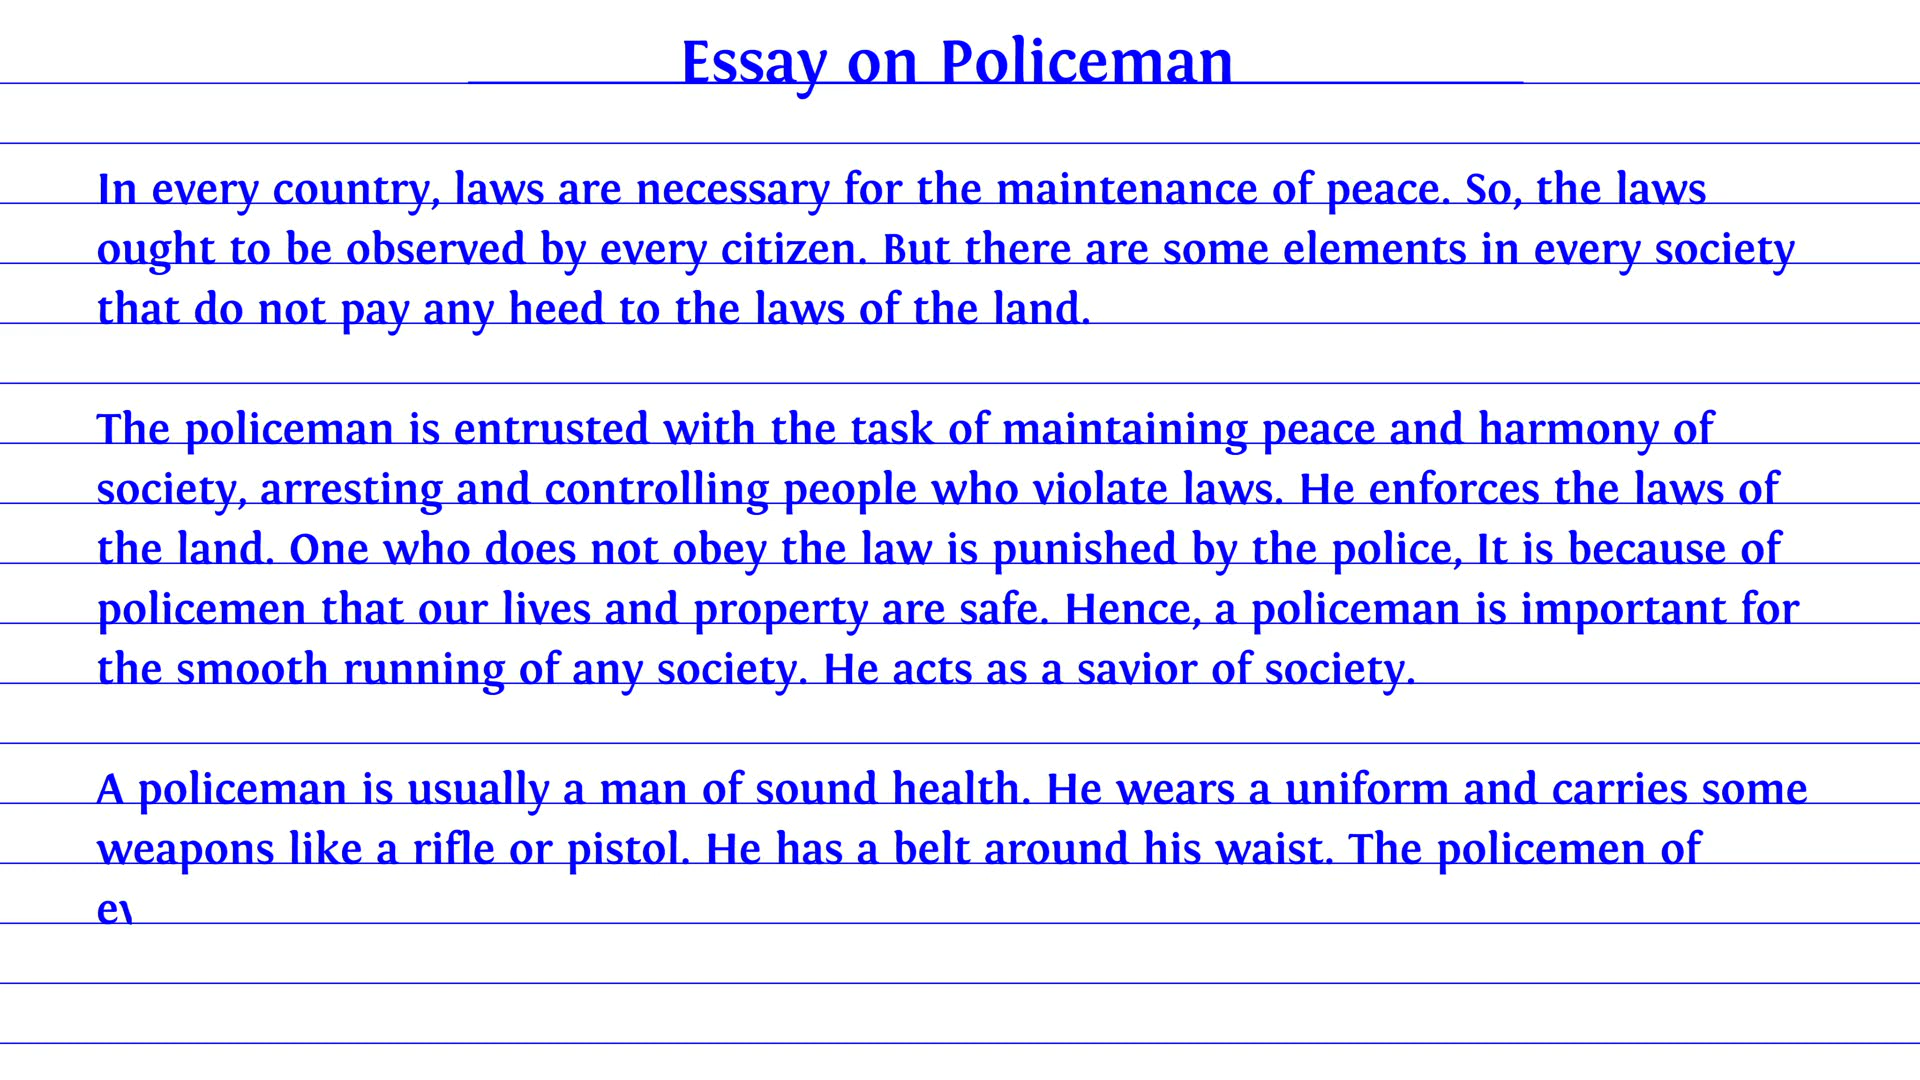 Essay on Policeman
In every country, laws are necessary for the maintenance of peace. So, the laws
ought to be observed by every citizen. But there are some elements in every society
that do not pay any heed to the laws of the land.
The policeman is entrusted with the task of maintaining peace and harmony of
society, arresting and controlling people who violate laws. He enforces the laws of
the land. One who does not obey the law is punished by the police, It is because of
policemen that our lives and property are safe. Hence, a policeman is important for
the smooth running of any society. He acts as a savior of society.
A policeman is usually a man of sound health. He wears a uniform and carries some
weapons like a rifle or pistol. He has a belt around his waist. The policemen of